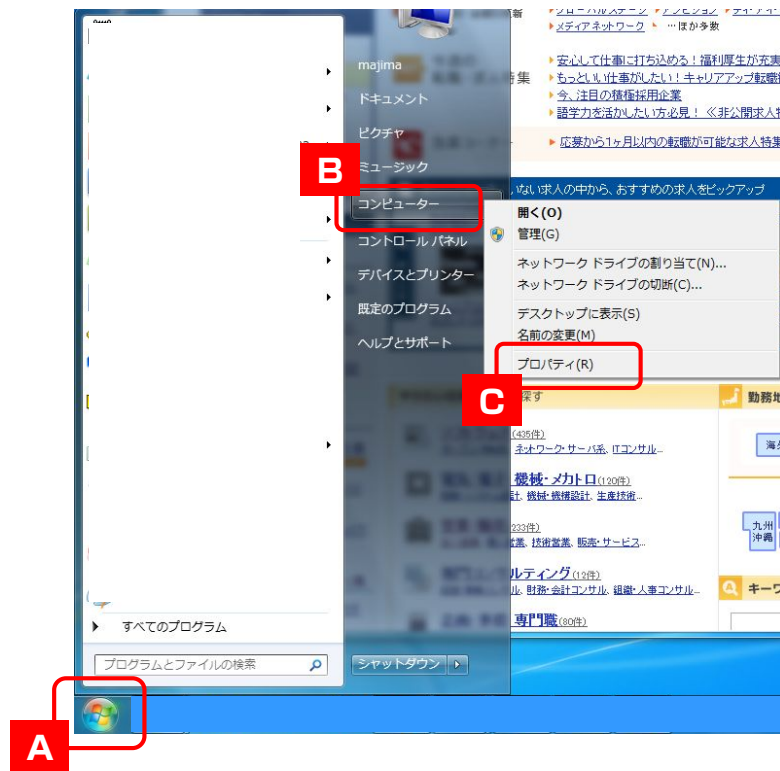 メディアネットワーク … ほか多数
majima
安心して仕事に打ち込める！福利厚生が充実
特集
もっといい仕事がしたい！キャリアアップ転職
ドキュメント
今、注目の積極採用企業
語学力を活かしたい方必見！≪非公開求人
ピクチャ
応募から1ヶ月以内の転職が可能な求人特集
B
ミュージック
いない求人の中から、おすすめの求人をピックアップ
コンピューター
開く(O)
管理(G)
コントロール パネル
ネットワーク ドライブの割り当て(N)...
デバイスとプリンター
ネットワーク ドライブの切断(C)...
既定のプログラム
デスクトップに表示(S)
名前の変更(M)
ヘルプとサポート
プロパティ(R)
C
探す
勤務地
(435件)
ネットワーク・サーバ系、ITコンサル...
海外
機械・メカトロ(120件)
計、機械・機構設計、生産技術...
233件)
営業、技術営業、販売・サービス...
九州
沖縄
ルティング(12件)
ル、財務・会計コンサル、組織・人事コンサル...
キーワ
専門職(80件)
すべてのプログラム
プログラムとファイルの検索
シャットダウン
A